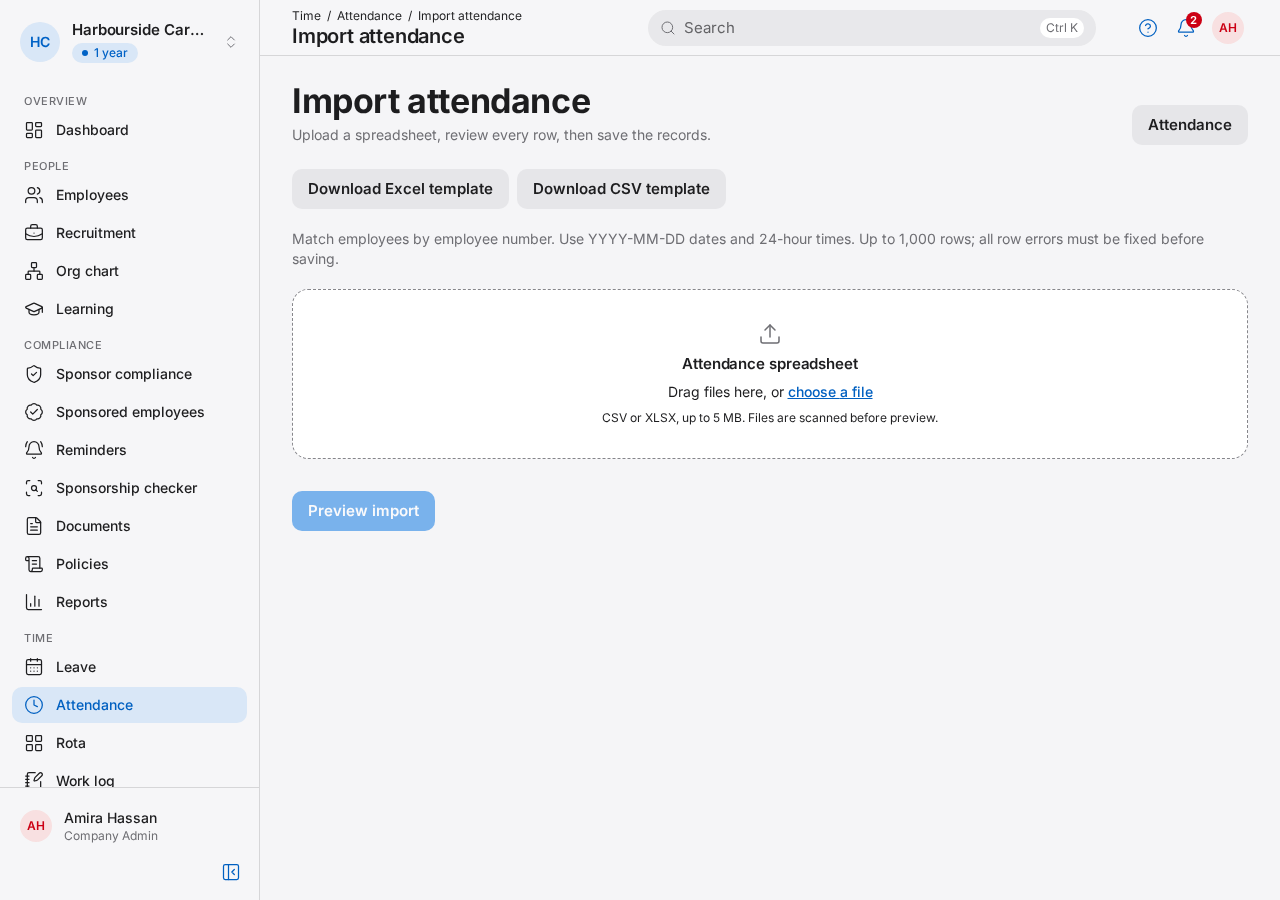 HC
Harbourside Car...
1 year
OVERVIEW
Dashboard
PEOPLE
Employees
Recruitment
Org chart
Learning
COMPLIANCE
Sponsor compliance
Sponsored employees
Reminders
Sponsorship checker
Documents
Policies
Reports
TIME
Leave
Attendance
Rota
Work log
AH
Amira Hassan
Company Admin
Time / Attendance / Import attendance
Import attendance
Search
Ctrl K
2
AH
Import attendance
Upload a spreadsheet, review every row, then save the records.
Attendance
Download Excel template
Download CSV template
Match employees by employee number. Use YYYY-MM-DD dates and 24-hour times. Up to 1,000 rows; all row errors must be fixed before
saving.
Attendance spreadsheet
Drag files here, or choose a file
CSV or XLSX, up to 5 MB. Files are scanned before preview.
Preview import